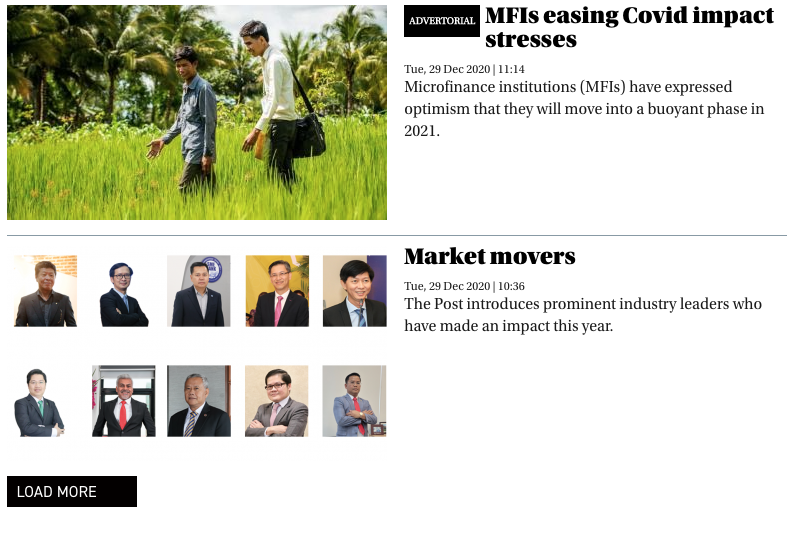 ADVERTORIAL MFIs easing Covid impact
stresses
Tue, 29 Dec 2020 | 11:14
Microfinance institutions (MFIs) have expressed
optimism that they will move into a buoyant phase in
2021.
Market movers
Tue, 29 Dec 2020 | 10:36
The Post introduces prominent industry leaders who
have made an impact this year.
LOAD MORE